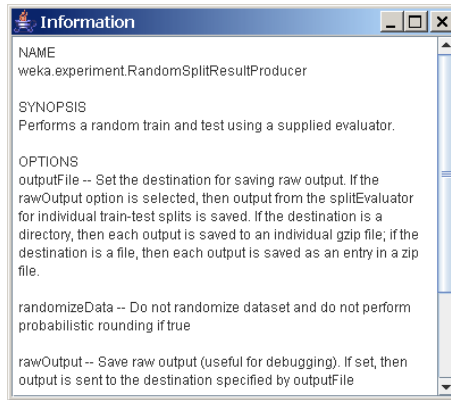 Information
NAME
weka.experiment.RandomSplitResultProducer
SYNOPSIS
Performs a random train and test using a supplied evaluator.
OPTIONS
outputFile -- Set the destination for saving raw output. If the
rawOutput option is selected, then output from the splitEvaluator
for individual train-test splits is saved. If the destination is a
directory, then each output is saved to an individual gzip file; if the
destination is a file, then each output is saved as an entry in a zip
file.
randomizeData -- Do not randomize dataset and do not perform
probabilistic rounding if true
rawOutput -- Save raw output (useful for debugging). If set, then
output is sent to the destination specified by outputFile